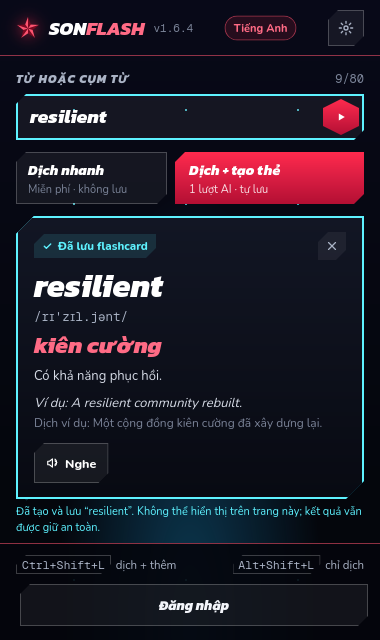 SONFLASH v1.6.4 Tiếng Anh
TỪ HOẶC CỤM TỪ 9/80
resilient
Dịch nhanh
Miễn phí · không lưu
Dịch + tạo thẻ
1 lượt AI · tự lưu
Đã lưu flashcard
resilient
/rɪˈzɪl.jənt/
kiên cường
Có khả năng phục hồi.
Ví dụ: A resilient community rebuilt.
Dịch ví dụ: Một cộng đồng kiên cường đã xây dựng lại.
Nghe
Đã tạo và lưu “resilient”. Không thể hiển thị trên trang này; kết quả vẫn
được giữ an toàn.
Ctrl+Shift+L dịch + thêm Alt+Shift+L chỉ dịch
Đăng nhập